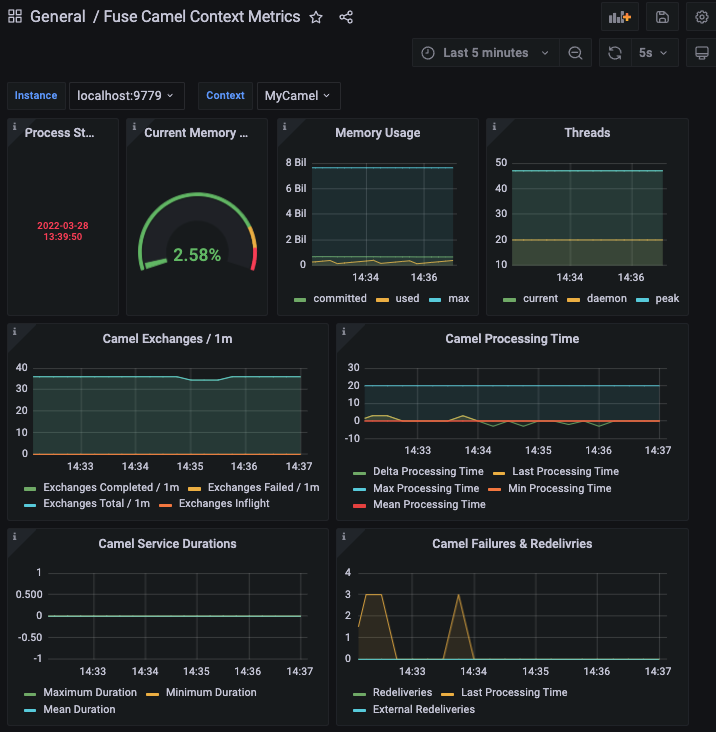 General / Fuse Camel Context Metrics
Last 5 minutes
5s
Instance localhost:9779 Context MyCamel
Process St...
2022-03-28
13:39:50
Current Memory ...
2.58%
Memory Usage
8 Bil
6 Bil
4 Bil
2 Bil
0
14:34 14:36
committed used max
Threads
50
40
30
20
10
14:34 14:36
current daemon peak
Camel Exchanges / 1m
40
30
20
10
0
14:33 14:34 14:35 14:36 14:37
Exchanges Completed / 1m Exchanges Failed / 1m
Exchanges Total / 1m Exchanges Inflight
Camel Processing Time
30
20
10
0
-10
14:33 14:34 14:35 14:36 14:37
Delta Processing Time Last Processing Time
Max Processing Time Min Processing Time
Mean Processing Time
Camel Service Durations
1
0.500
0
-0.50
-1
14:33 14:34 14:35 14:36 14:37
Maximum Duration Minimum Duration
Mean Duration
Camel Failures & Redelivries
4
3
2
1
0
14:33 14:34 14:35 14:36 14:37
Redeliveries Last Processing Time
External Redeliveries